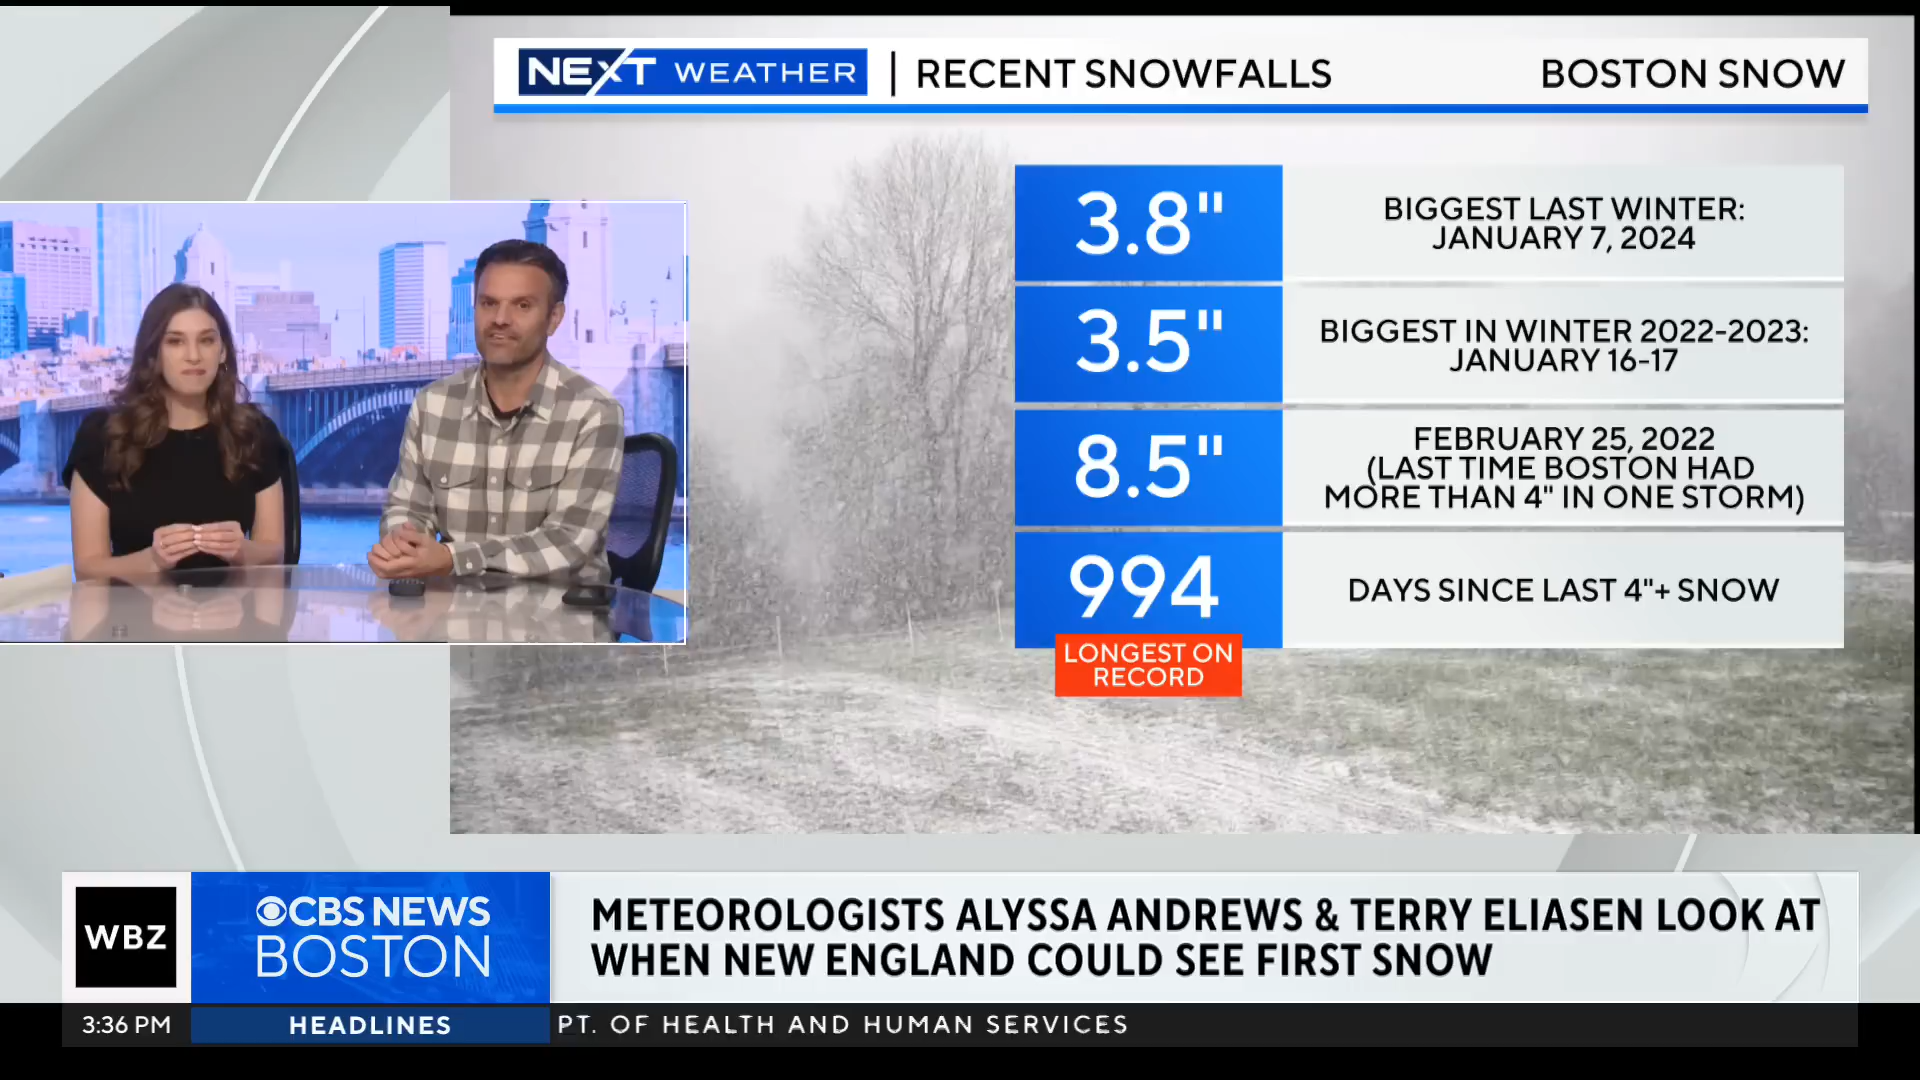 NEXT WEATHER | RECENT SNOWFALLS BOSTON SNOW
3.8" BIGGEST LAST WINTER:
JANUARY 7, 2024
3.5" BIGGEST IN WINTER 2022-2023:
JANUARY 16-17
8.5" FEBRUARY 25, 2022
(LAST TIME BOSTON HAD
MORE THAN 4" IN ONE STORM)
994 DAYS SINCE LAST 4"+ SNOW
LONGEST ON
RECORD
WBZ
CBS NEWS
BOSTON
METEOROLOGISTS ALYSSA ANDREWS & TERRY ELIASEN LOOK AT
WHEN NEW ENGLAND COULD SEE FIRST SNOW
3:36 PM HEADLINES PT. OF HEALTH AND HUMAN SERVICES